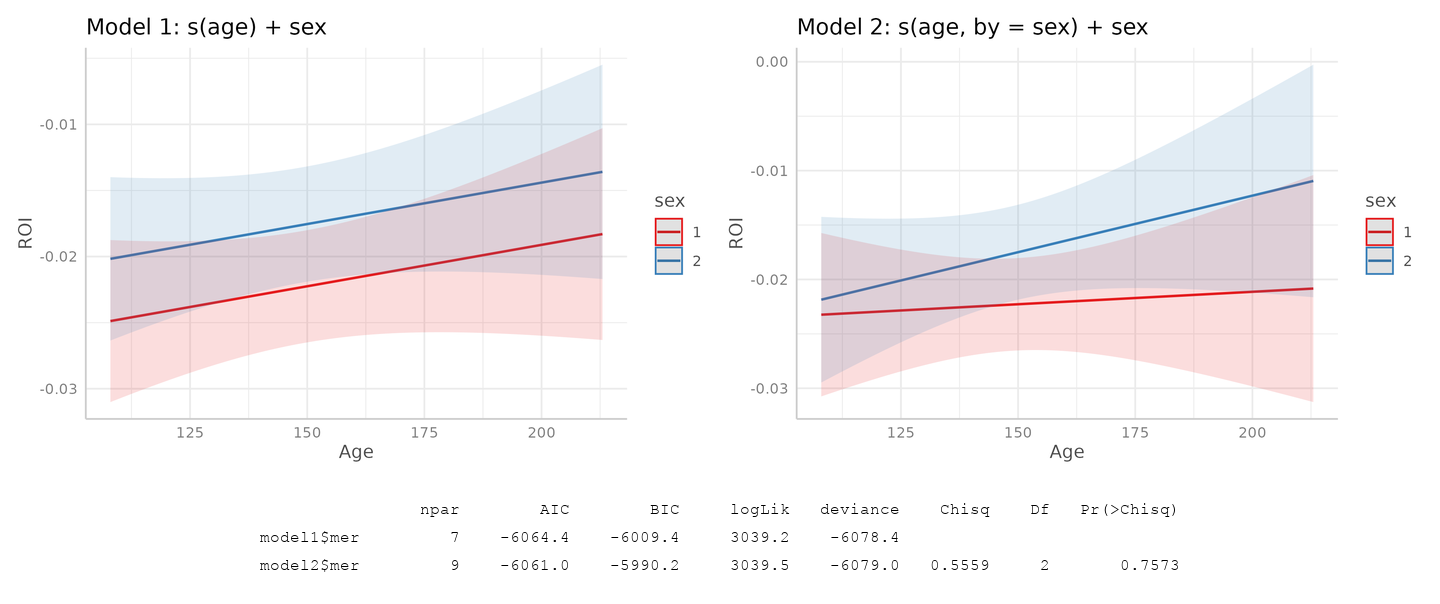 Model 1: s(age) + sex
-0.01
-0.02
-0.03
ROI
125 150 175 200
Age
sex
1
2
Model 2: s(age, by = sex) + sex
0.00
-0.01
-0.02
-0.03
ROI
125 150 175 200
Age
sex
1
2
npar AIC BIC logLik deviance Chisq Df Pr(>Chisq)
model1$mer 7 -6064.4 -6009.4 3039.2 -6078.4
model2$mer 9 -6061.0 -5990.2 3039.5 -6079.0 0.5559 2 0.7573